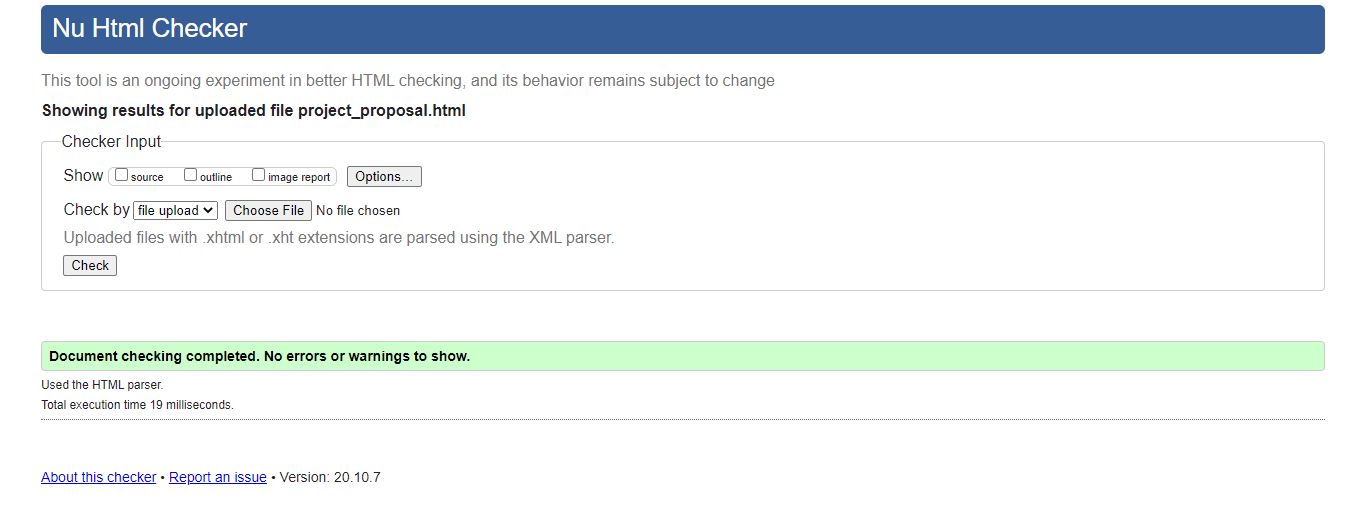 Nu Html Checker
This tool is an ongoing experiment in better HTML checking, and its behavior remains subject to change
Showing results for uploaded file project_proposal.html
Checker Input
Show source outline image report Options...
Check by file upload Choose File No file chosen
Uploaded files with .xhtml or .xht extensions are parsed using the XML parser.
Check
Document checking completed. No errors or warnings to show.
Used the HTML parser.
Total execution time 19 milliseconds.
About this checker • Report an issue • Version: 20.10.7